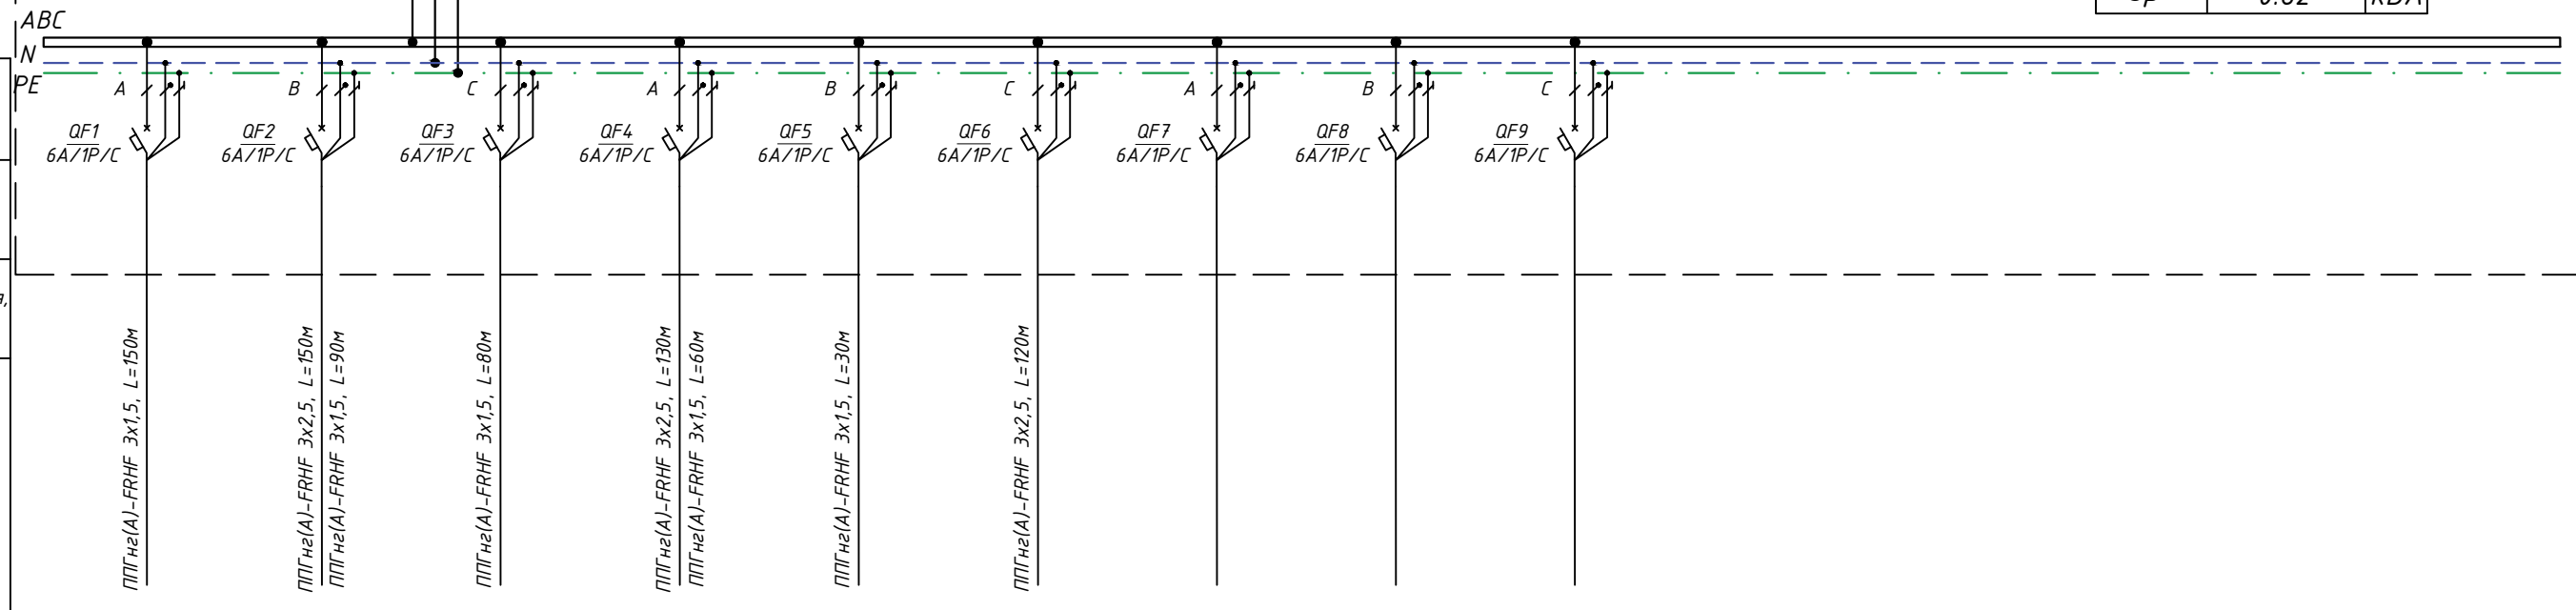 ABC
N
PE
A
B
C
A
B
C
A
B
C
QF1
6A/1P/C
QF2
6A/1P/C
QF3
6A/1P/C
QF4
6A/1P/C
QF5
6A/1P/C
QF6
6A/1P/C
QF7
6A/1P/C
QF8
6A/1P/C
QF9
6A/1P/C
ППГнг(А)-FRHF 3х1,5, L=150м
ППГнг(А)-FRHF 3х2,5, L=150м
ППГнг(А)-FRHF 3х1,5, L=90м
ППГнг(А)-FRHF 3х1,5, L=80м
ППГнг(А)-FRHF 3х2,5, L=130м
ППГнг(А)-FRHF 3х1,5, L=60м
ППГнг(А)-FRHF 3х1,5, L=30м
ППГнг(А)-FRHF 3х2,5, L=120м